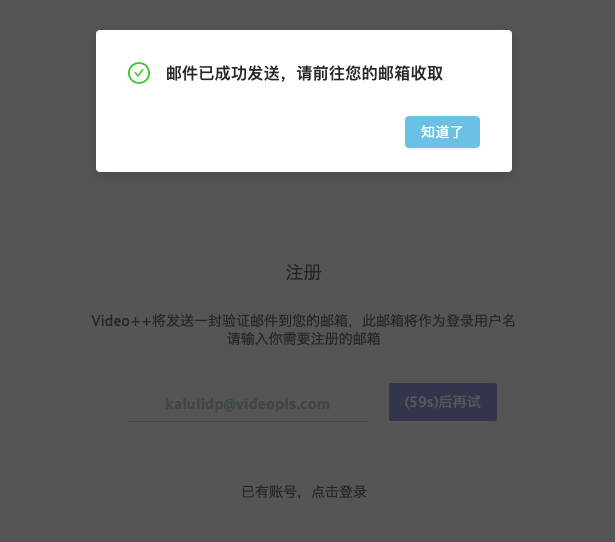 邮件已成功发送，请前往您的邮箱收取
知道了
注册
Video++将发送一封验证邮件到您的邮箱，此邮箱将作为登录用户名
请输入你需要注册的邮箱
kalulidp@videopls.com
(59s)后再试
已有账号，点击登录